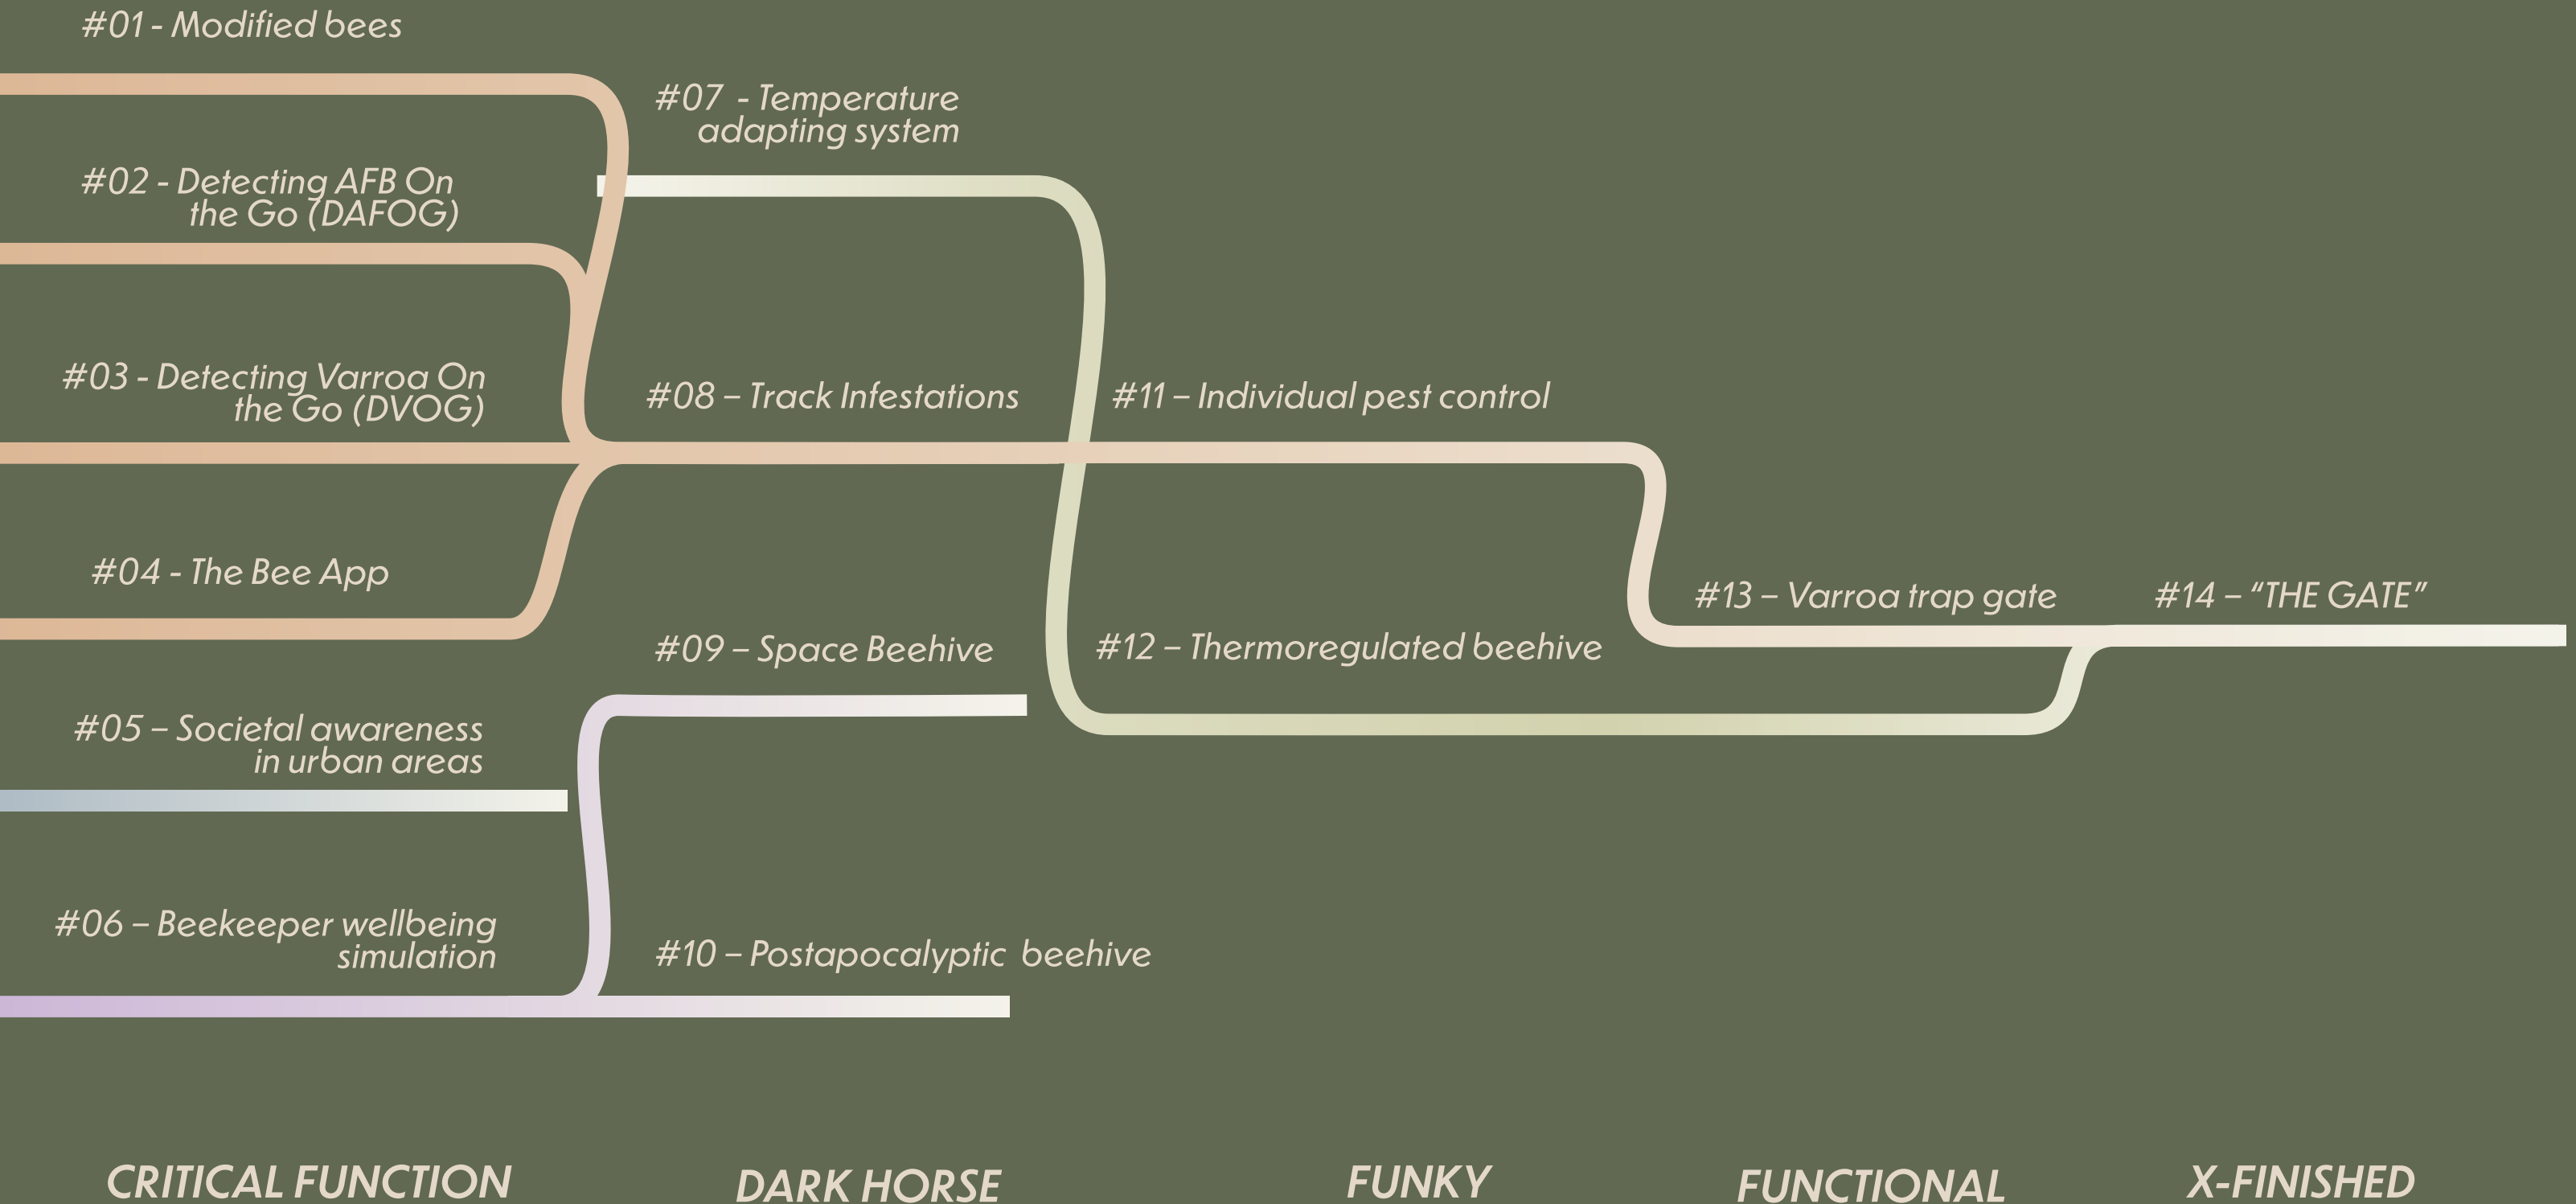 #01 - Modified bees
#02 - Detecting AFB On
the Go (DAFOG)
#03 - Detecting Varroa On
the Go (DVOG)
#04 - The Bee App
#05 – Societal awareness
in urban areas
#06 – Beekeeper wellbeing
simulation
#07 - Temperature
adapting system
#08 – Track Infestations
#09 – Space Beehive
#10 – Postapocalyptic beehive
#11 – Individual pest control
#12 – Thermoregulated beehive
#13 – Varroa trap gate
#14 – “THE GATE”
CRITICAL FUNCTION
DARK HORSE
FUNKY
FUNCTIONAL
X-FINISHED